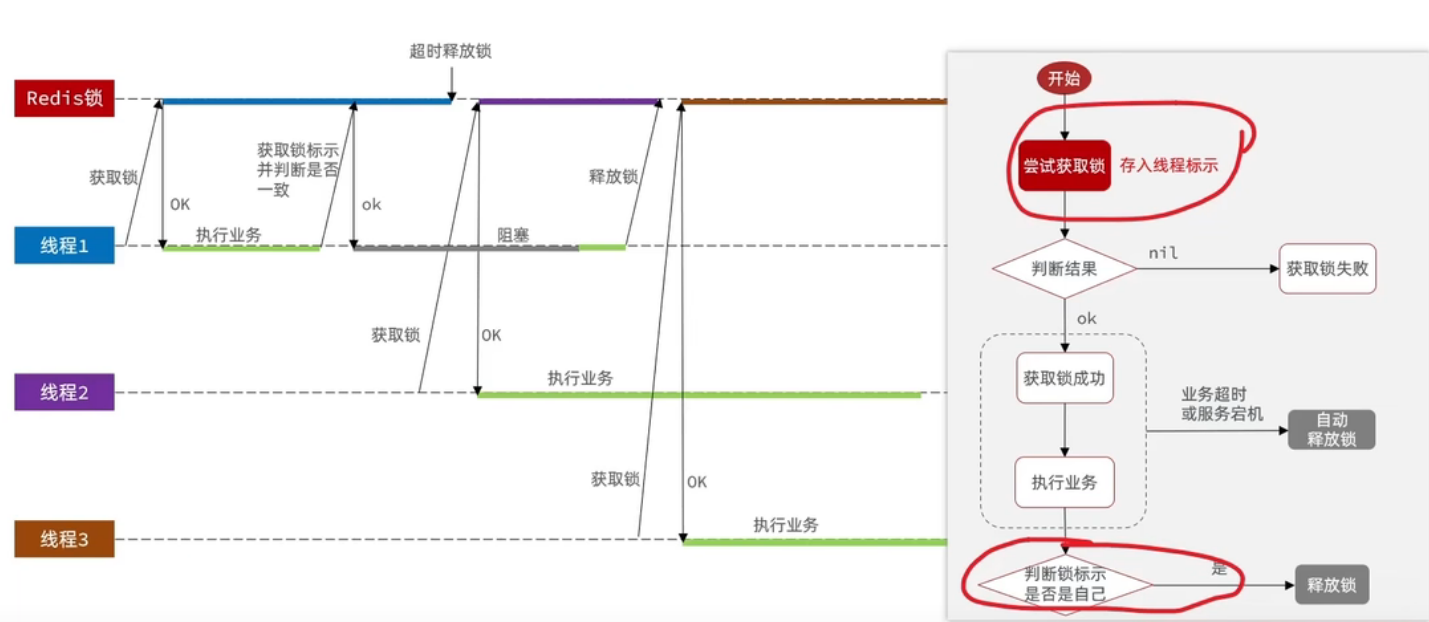 超时释放锁
Redis锁
获取锁
OK
获取锁标示
并判断是否
一致
ok
释放锁
线程1
执行业务
阻塞
获取锁
OK
线程2
执行业务
获取锁
OK
线程3
执行业务
开始
尝试获取锁
存入线程标示
判断结果
nil
获取锁失败
ok
获取锁成功
业务超时
或服务宕机
自动
释放锁
执行业务
判断锁标示
是否是自己
是
释放锁